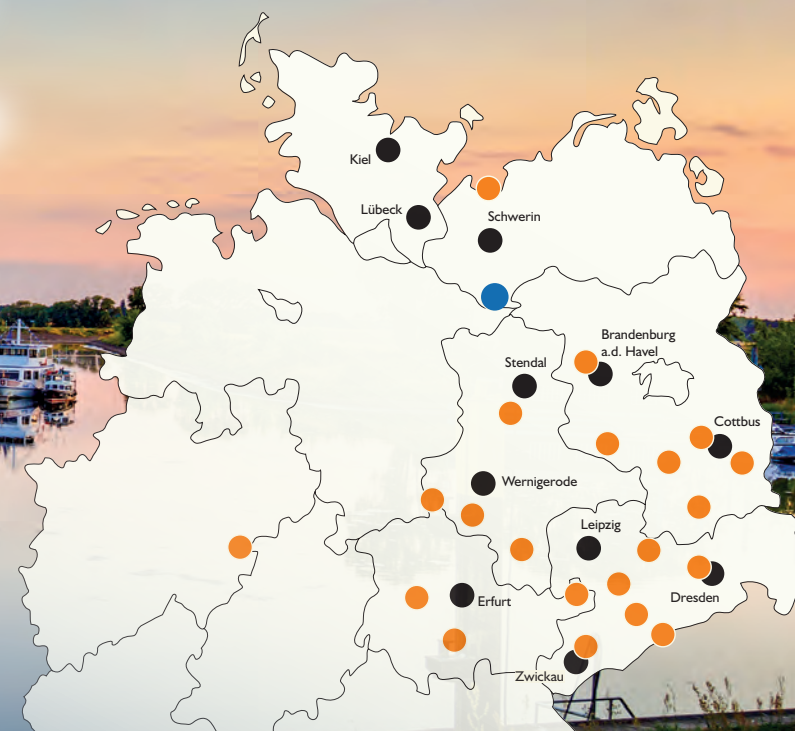 Kiel
Lübeck
Schwerin
Brandenburg
a.d. Havel
Stendal
Cottbus
Wernigerode
Leipzig
Erfurt
Dresden
Zwickau